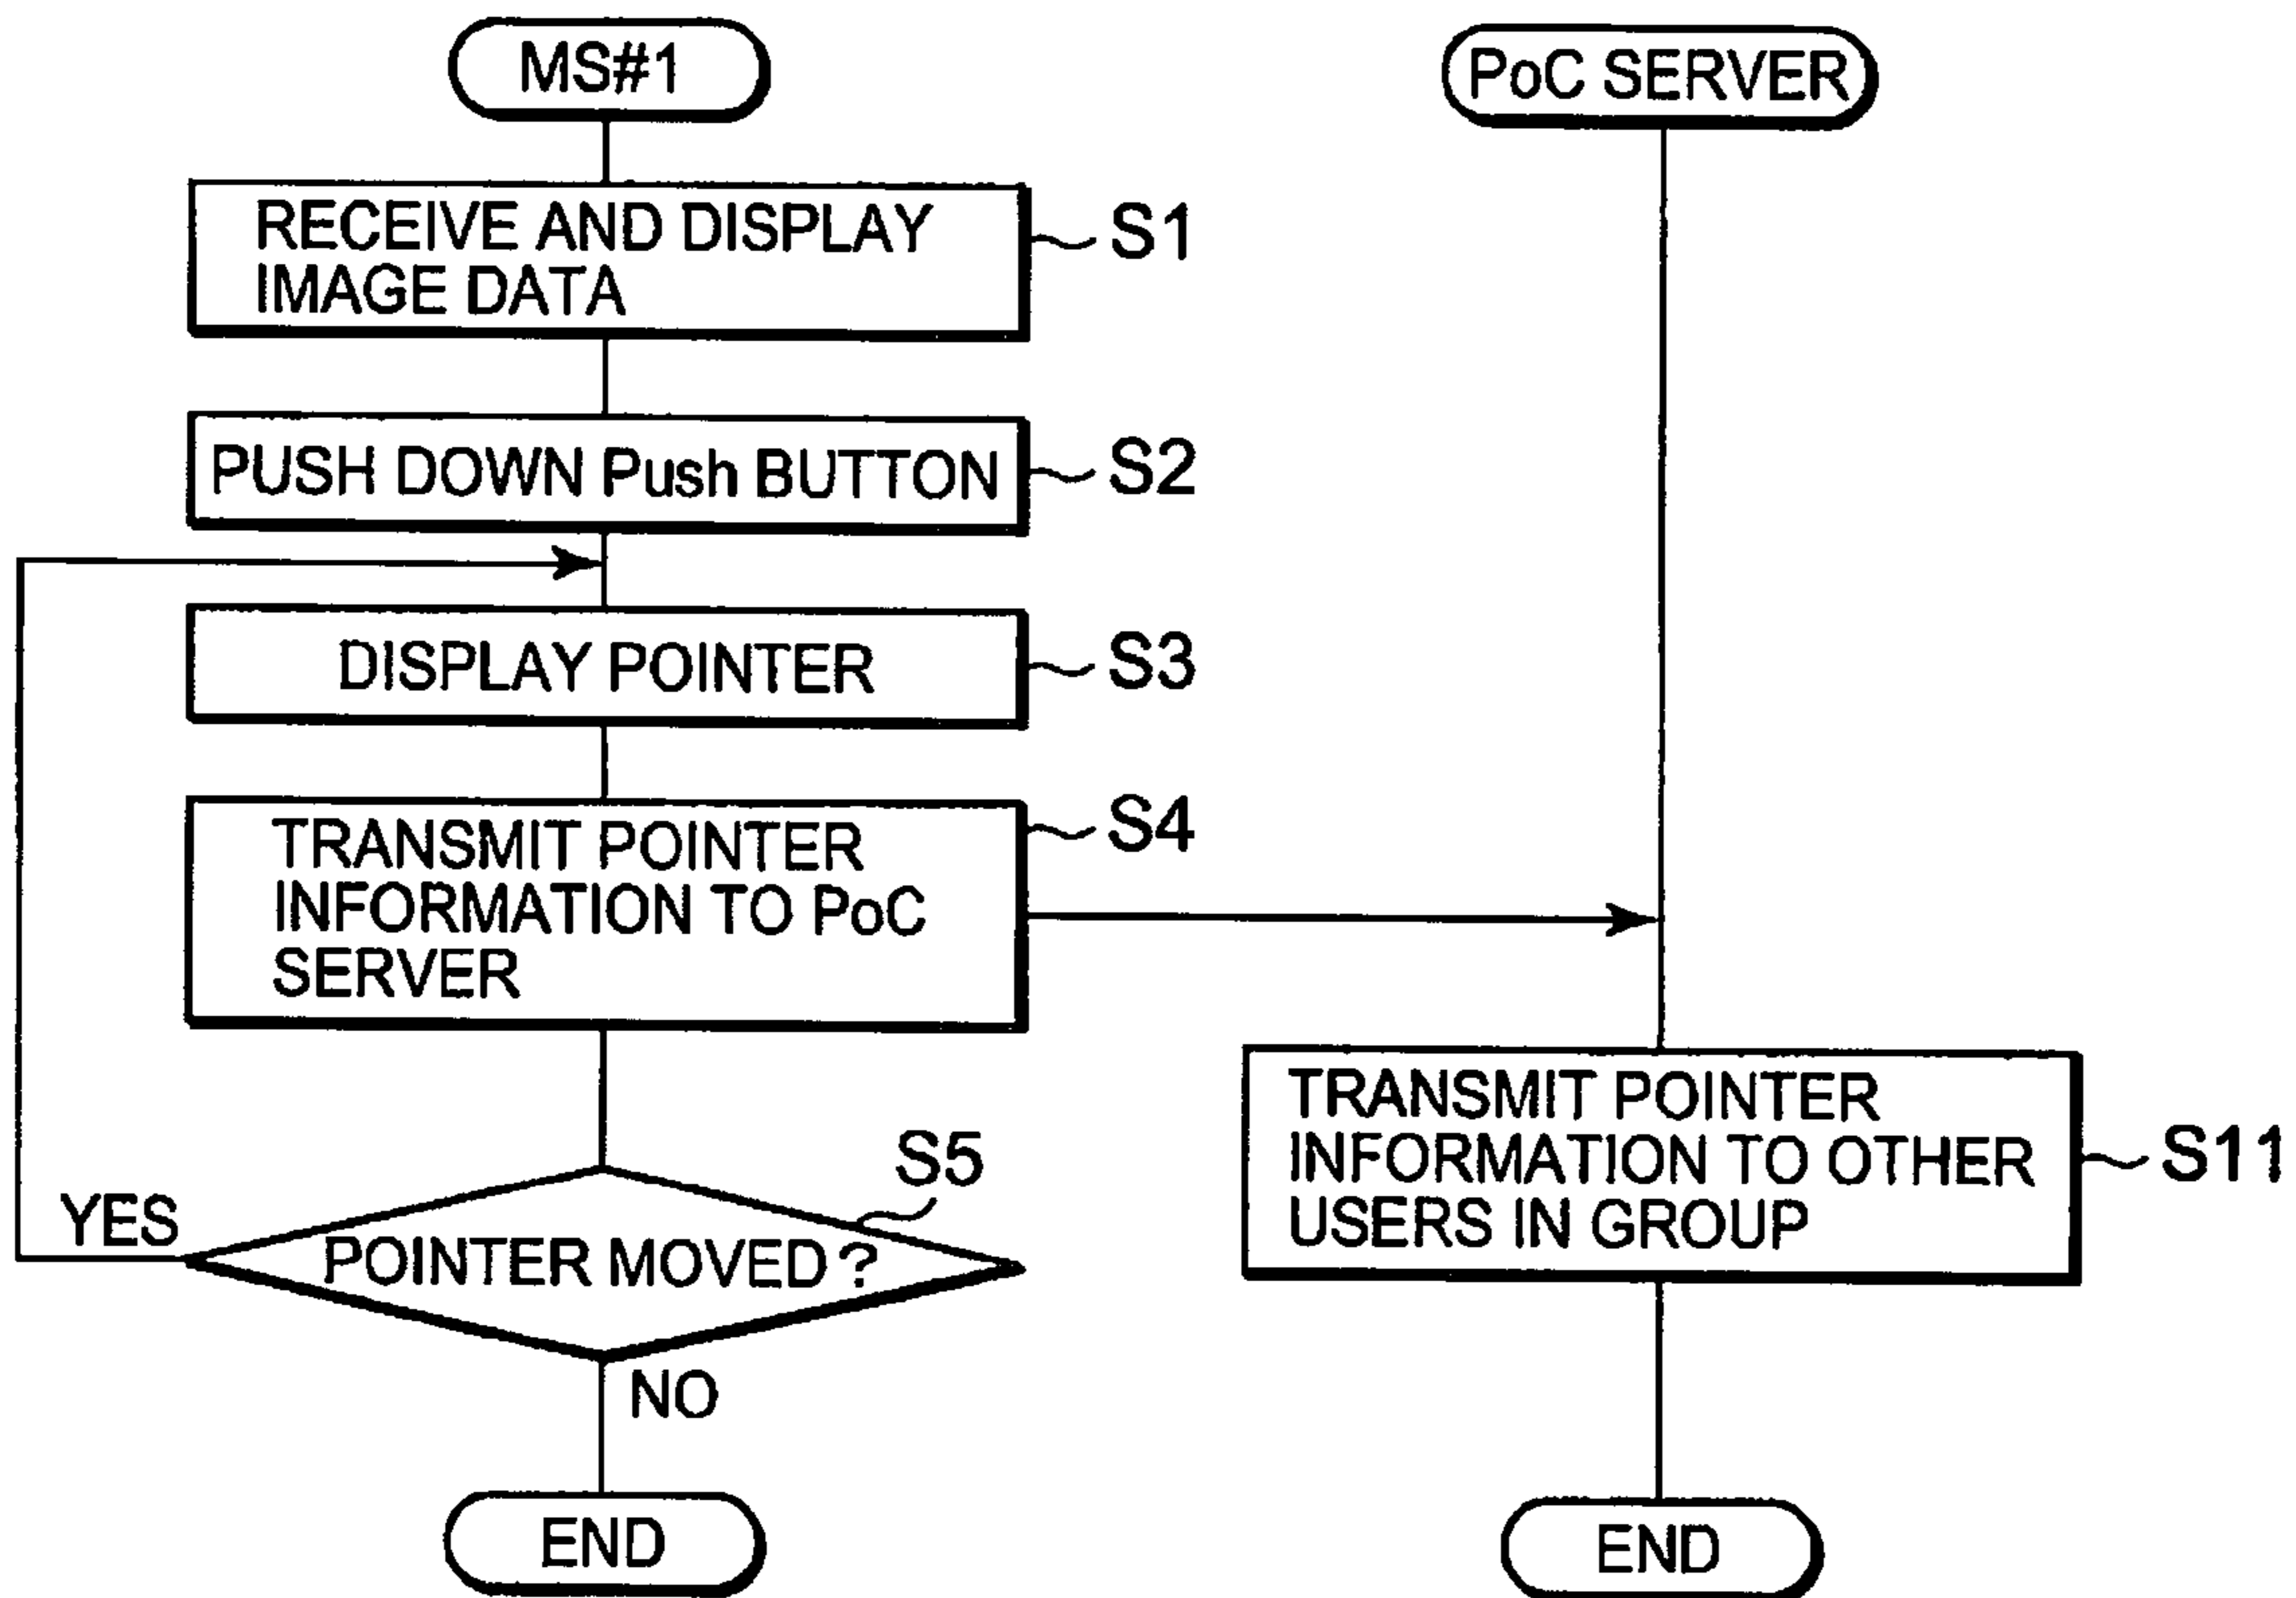 MS#1
RECEIVE AND DISPLAY
IMAGE DATA
S1
PUSH DOWN Push BUTTON
S2
DISPLAY POINTER
S3
TRANSMIT POINTER
INFORMATION TO PoC
SERVER
S4
S5
YES
POINTER MOVED ?
NO
END
PoC SERVER
TRANSMIT POINTER
INFORMATION TO OTHER
USERS IN GROUP
S11
END